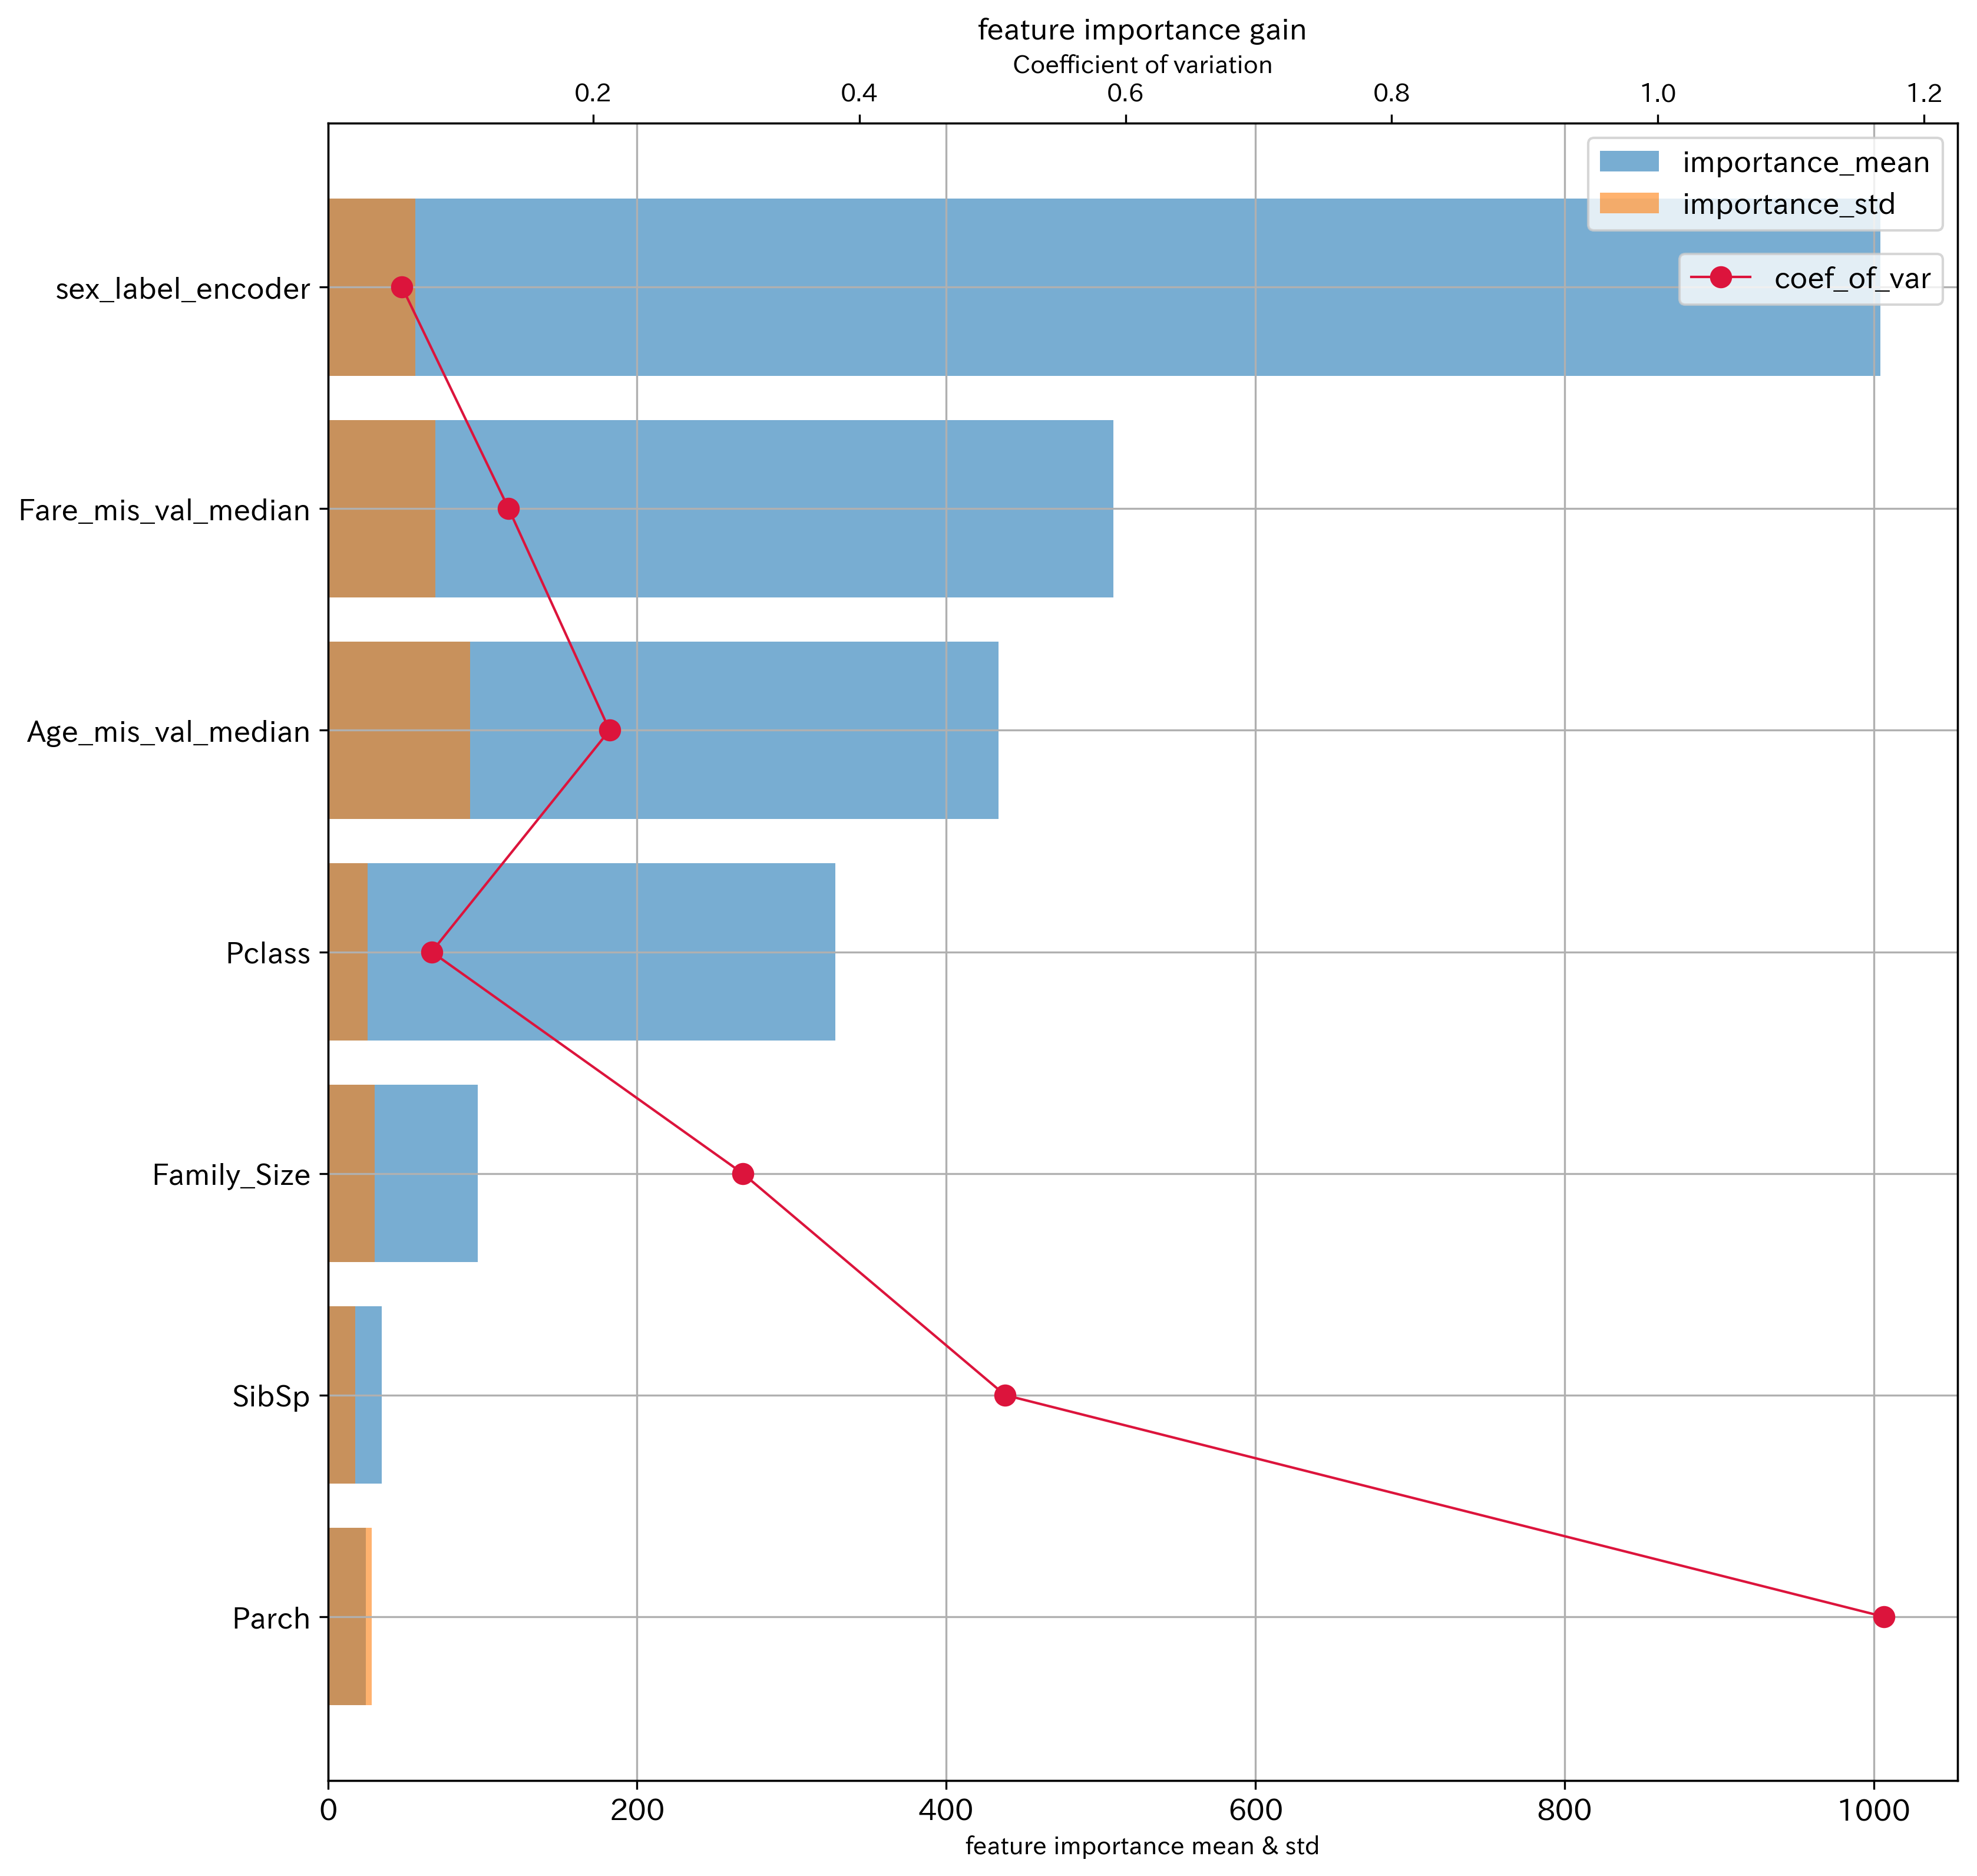 feature importance gain
Coefficient of variation
0.2 0.4 0.6 0.8 1.0 1.2
importance_mean
importance_std
coef_of_var
sex_label_encoder
Fare_mis_val_median
Age_mis_val_median
Pclass
Family_Size
SibSp
Parch
0 200 400 600 800 1000
feature importance mean & std